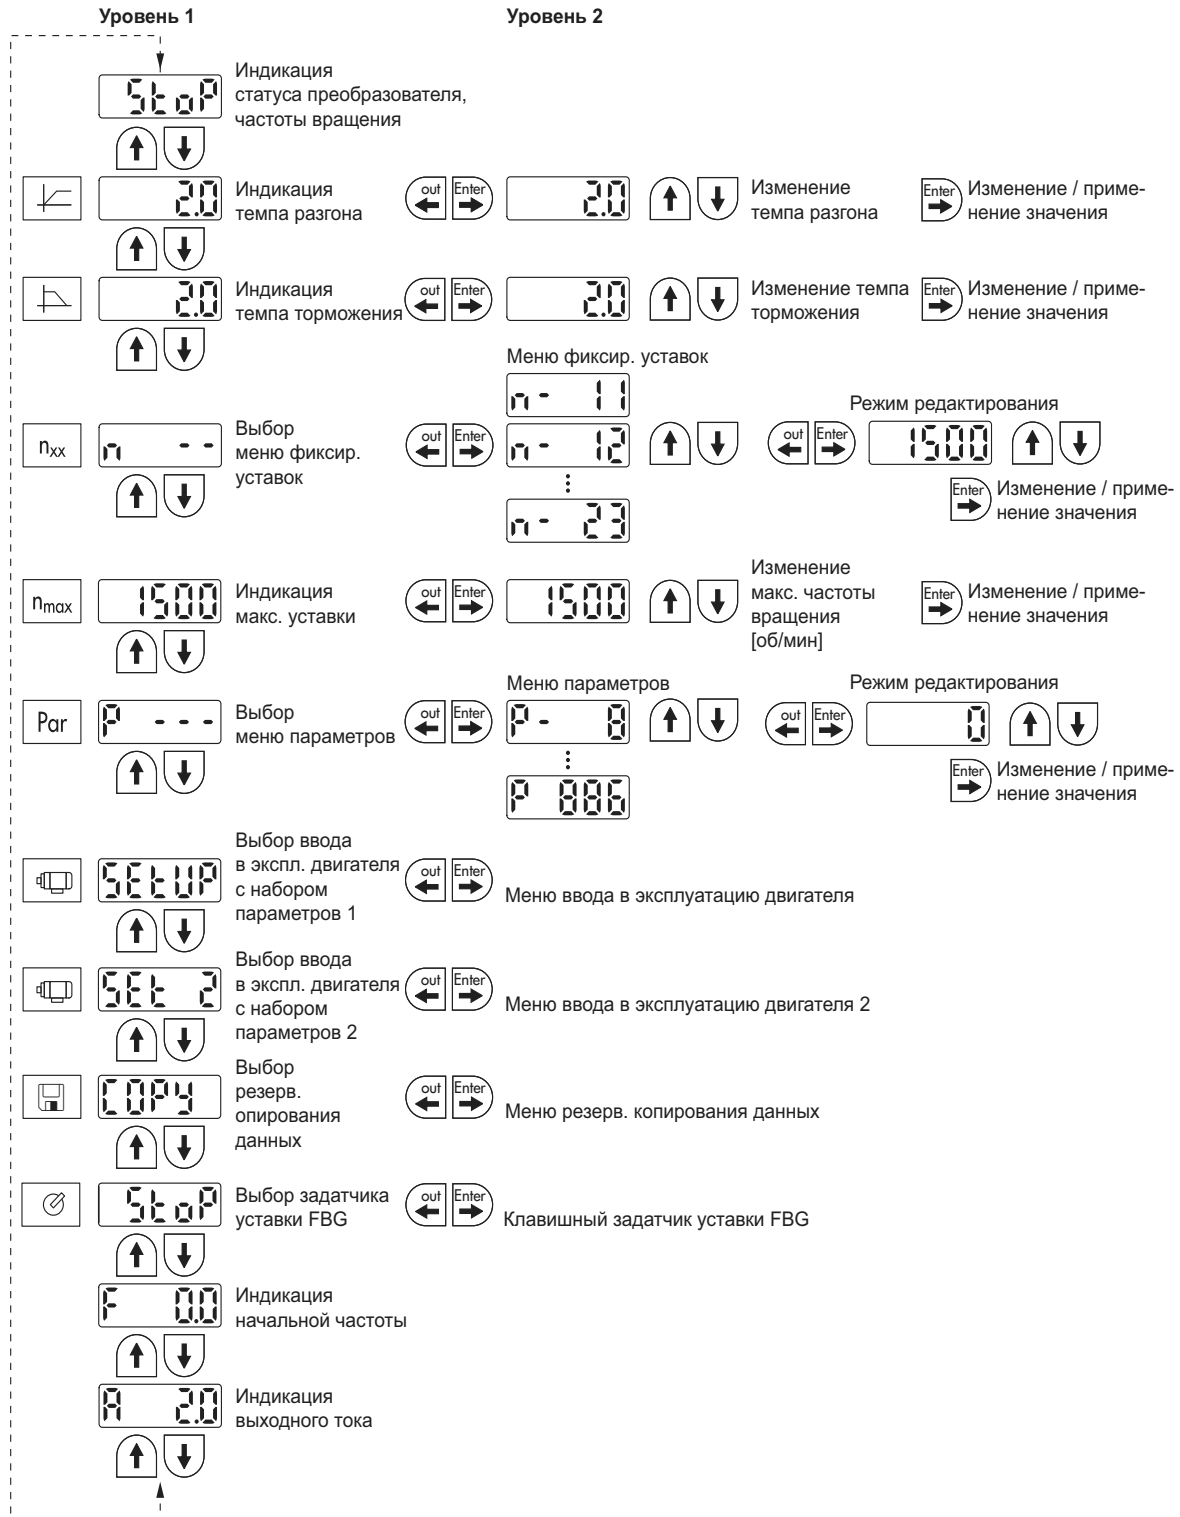 Уровень 1
Уровень 2
StoP
Индикация
статуса преобразователя,
частоты вращения
2.0
Индикация
темпа разгона
out
Enter
2.0
Изменение
темпа разгона
Enter
Изменение / приме-
нение значения
2.0
Индикация
темпа торможения
out
Enter
2.0
Изменение темпа
торможения
Enter
Изменение / приме-
нение значения
Меню фиксир. уставок
n- 11
nxx
n --
Выбор
меню фиксир.
уставок
out
Enter
n- 12
n- 23
Режим редактирования
out
Enter
1500
Enter
Изменение / приме-
нение значения
nmax
1500
Индикация
макс. уставки
out
Enter
1500
Изменение
макс. частоты
вращения
[об/мин]
Enter
Изменение / приме-
нение значения
Par
P ---
Выбор
меню параметров
out
Enter
Меню параметров
P- 8
P 886
Режим редактирования
out
Enter
0
Enter
Изменение / приме-
нение значения
SEtUP
Выбор ввода
в экспл. двигателя
с набором
параметров 1
out
Enter
Меню ввода в эксплуатацию двигателя
SEt 2
Выбор ввода
в экспл. двигателя
с набором
параметров 2
out
Enter
Меню ввода в эксплуатацию двигателя 2
COPY
Выбор
резерв.
опирования
данных
out
Enter
Меню резерв. копирования данных
StoP
Выбор задатчика
уставки FBG
out
Enter
Клавишный задатчик уставки FBG
F 0.0
Индикация
начальной частоты
A 2.0
Индикация
выходного тока